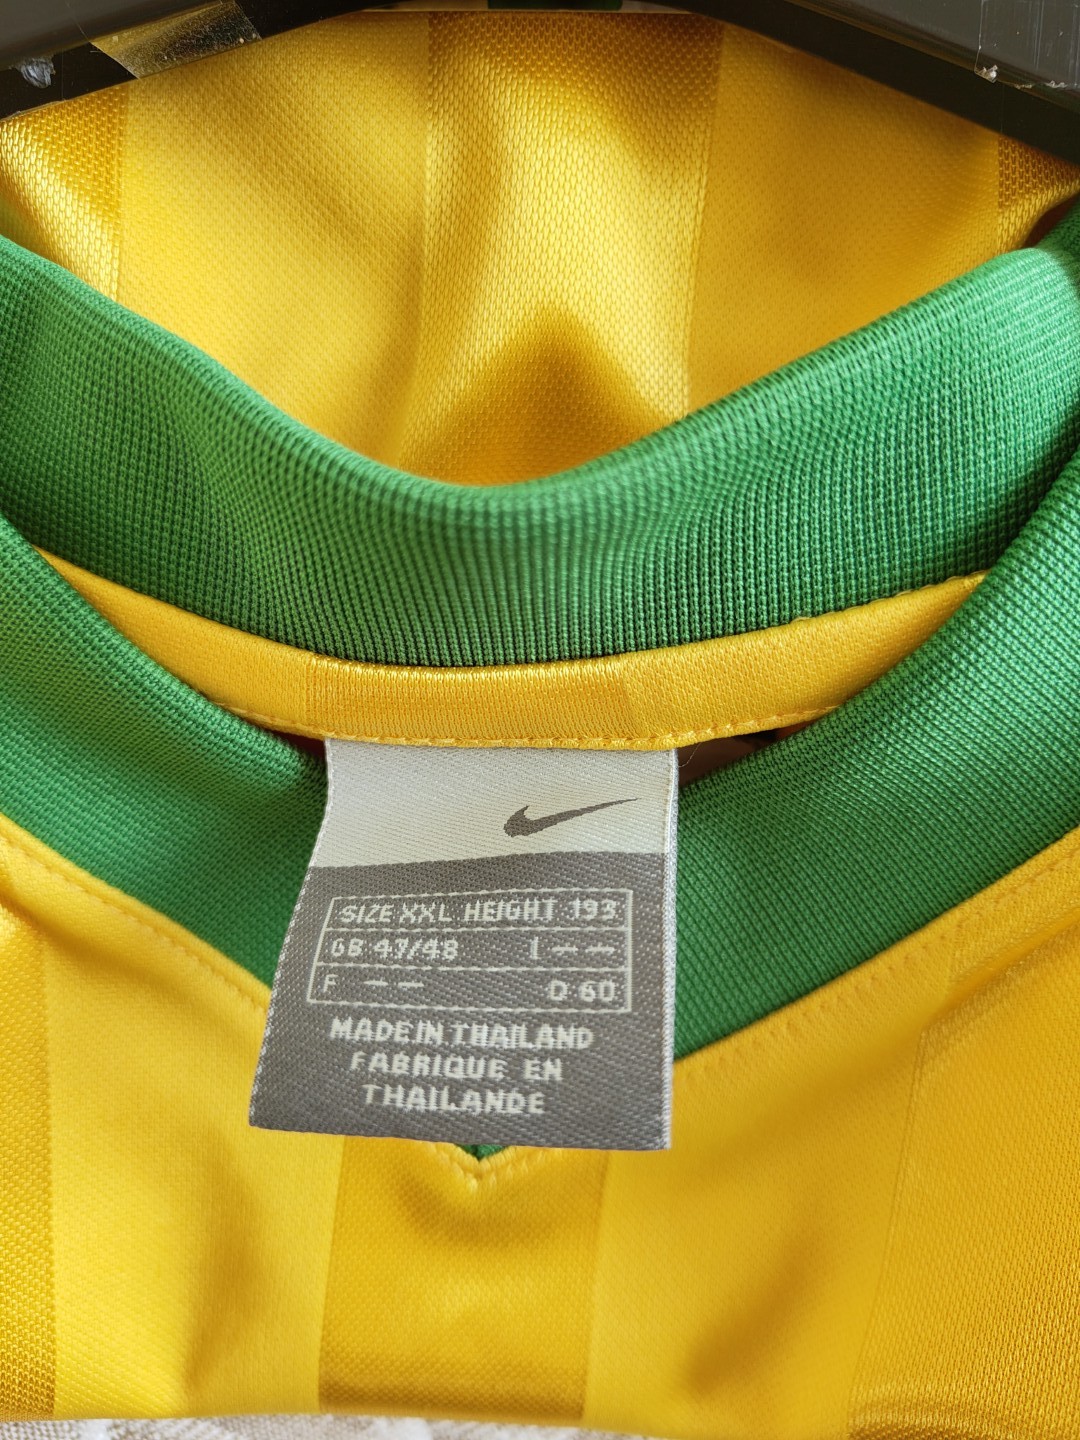 SIZE XXL HEIGHT 193
GB 47/48 I — —
F — — D 60
MADE IN THAILAND
FABRIQUE EN
THAILANDE